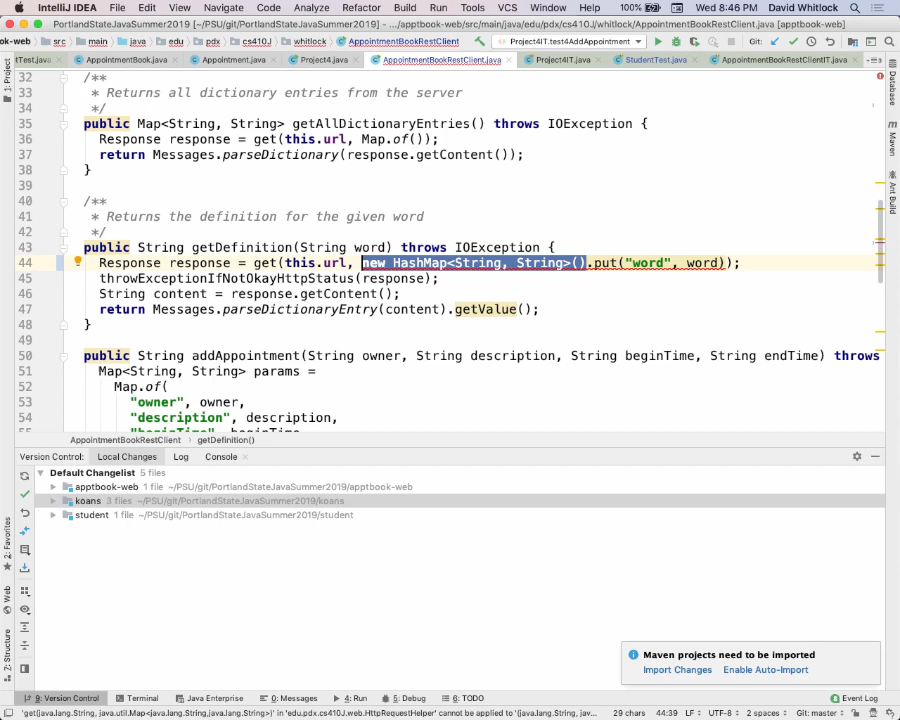 IntelliJ IDEA File Edit View Navigate Code Analyze Refactor Build Run Tools VCS Window Help 100% Wed 8:46 PM David Whitlock
PortlandStateJavaSummer2019 [~/PSU/git/PortlandStateJavaSummer2019] - .../apptbook-web/src/main/java/edu/pdx/cs410J/whitlock/AppointmentBookRestClient.java [apptbook-web]
ok-web src main java edu pdx cs410J whitlock AppointmentBookRestClient Project4IT.test4AddAppointment Git:
tTest.java AppointmentBook.java Appointment.java Project4.java AppointmentBookRestClient.java Project4IT.java StudentTest.java AppointmentBookRestClientIT.java
32 /**
33 * Returns all dictionary entries from the server
34 */
35 public Map<String, String> getAllDictionaryEntries() throws IOException {
36 Response response = get(this.url, Map.of());
37 return Messages.parseDictionary(response.getContent());
38 }
39
40 /**
41 * Returns the definition for the given word
42 */
43 public String getDefinition(String word) throws IOException {
44 Response response = get(this.url, new HashMap<String, String>().put("word", word));
45 throwExceptionIfNotOkayHttpStatus(response);
46 String content = response.getContent();
47 return Messages.parseDictionaryEntry(content).getValue();
48 }
49
50 public String addAppointment(String owner, String description, String beginTime, String endTime) throws
51 Map<String, String> params =
52 Map.of(
53 "owner", owner,
54 "description", description,
AppointmentBookRestClient › getDefinition()
Version Control: Local Changes Log Console
Default Changelist 5 files
apptbook-web 1 file ~/PSU/git/PortlandStateJavaSummer2019/apptbook-web
koans 3 files ~/PSU/git/PortlandStateJavaSummer2019/koans
student 1 file ~/PSU/git/PortlandStateJavaSummer2019/student
1: Project
2: Favorites
Web
7: Structure
Database
Maven
Ant Build
Maven projects need to be imported
Import Changes Enable Auto-Import
9: Version Control Terminal Java Enterprise 0: Messages 4: Run 5: Debug 6: TODO Event Log
'get(java.lang.String, java.util.Map<java.lang.String,java.lang.String>)' in 'edu.pdx.cs410J.web.HttpRequestHelper' cannot be applied to '(java.lang.String, java... 29 chars 44:39 LF UTF-8 2 spaces Git: master